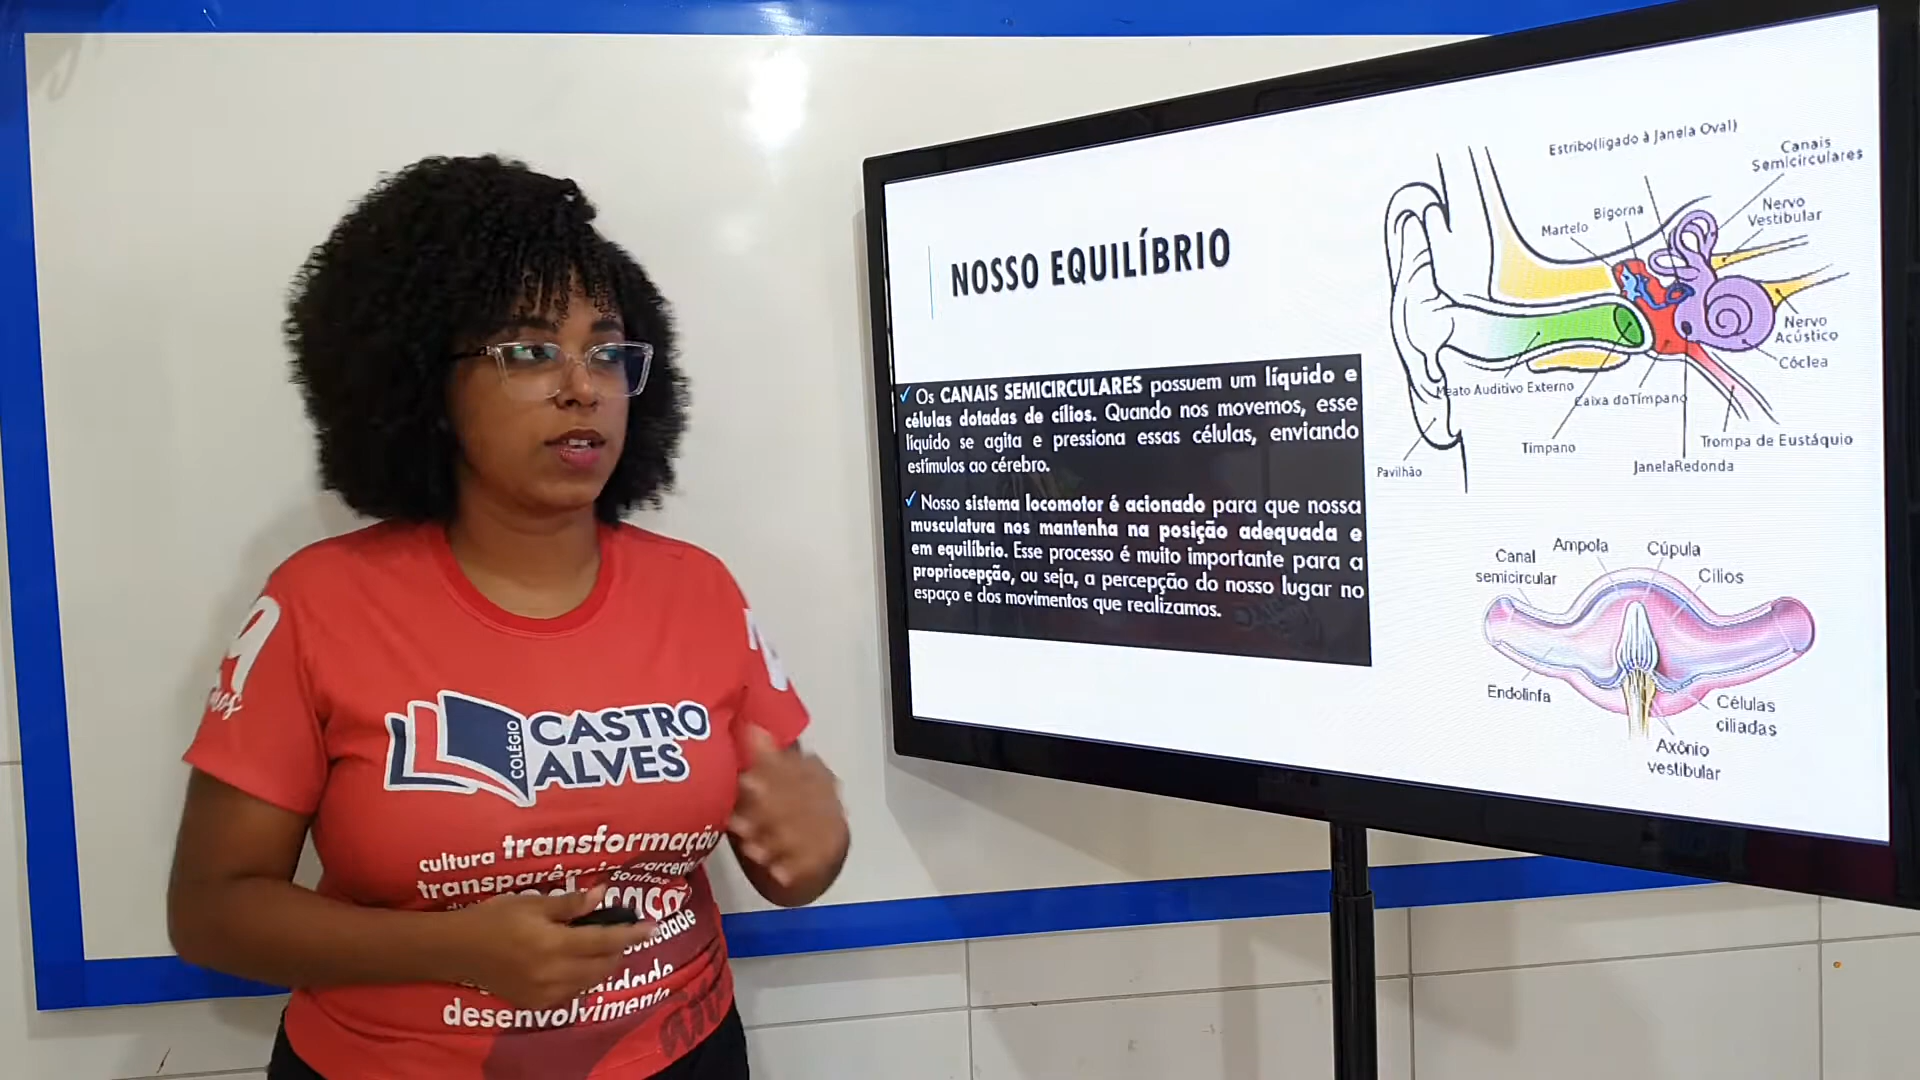 NOSSO EQUILÍBRIO
✓ Os CANAIS SEMICIRCULARES possuem um líquido e
células dotadas de cílios. Quando nos movemos, esse
líquido se agita e pressiona essas células, enviando
estímulos ao cérebro.
✓ Nosso sistema locomotor é acionado para que nossa
musculatura nos mantenha na posição adequada e
em equilíbrio. Esse processo é muito importante para a
propriocepção, ou seja, a percepção do nosso lugar no
espaço e dos movimentos que realizamos.
Estribo(ligado à Janela Oval)
Canais
Semicirculares
Bigorna
Nervo
Vestibular
Martelo
Nervo
Acústico
Cóclea
Meato Auditivo Externo
Caixa doTímpano
Trompa de Eustáquio
Tímpano
JanelaRedonda
Pavilhão
Canal
semicircular
Ampola
Cúpula
Cílios
Endolinfa
Células
ciliadas
Axônio
vestibular
COLÉGIO
CASTRO
ALVES
cultura transformação
sonhos
desenvolvimento